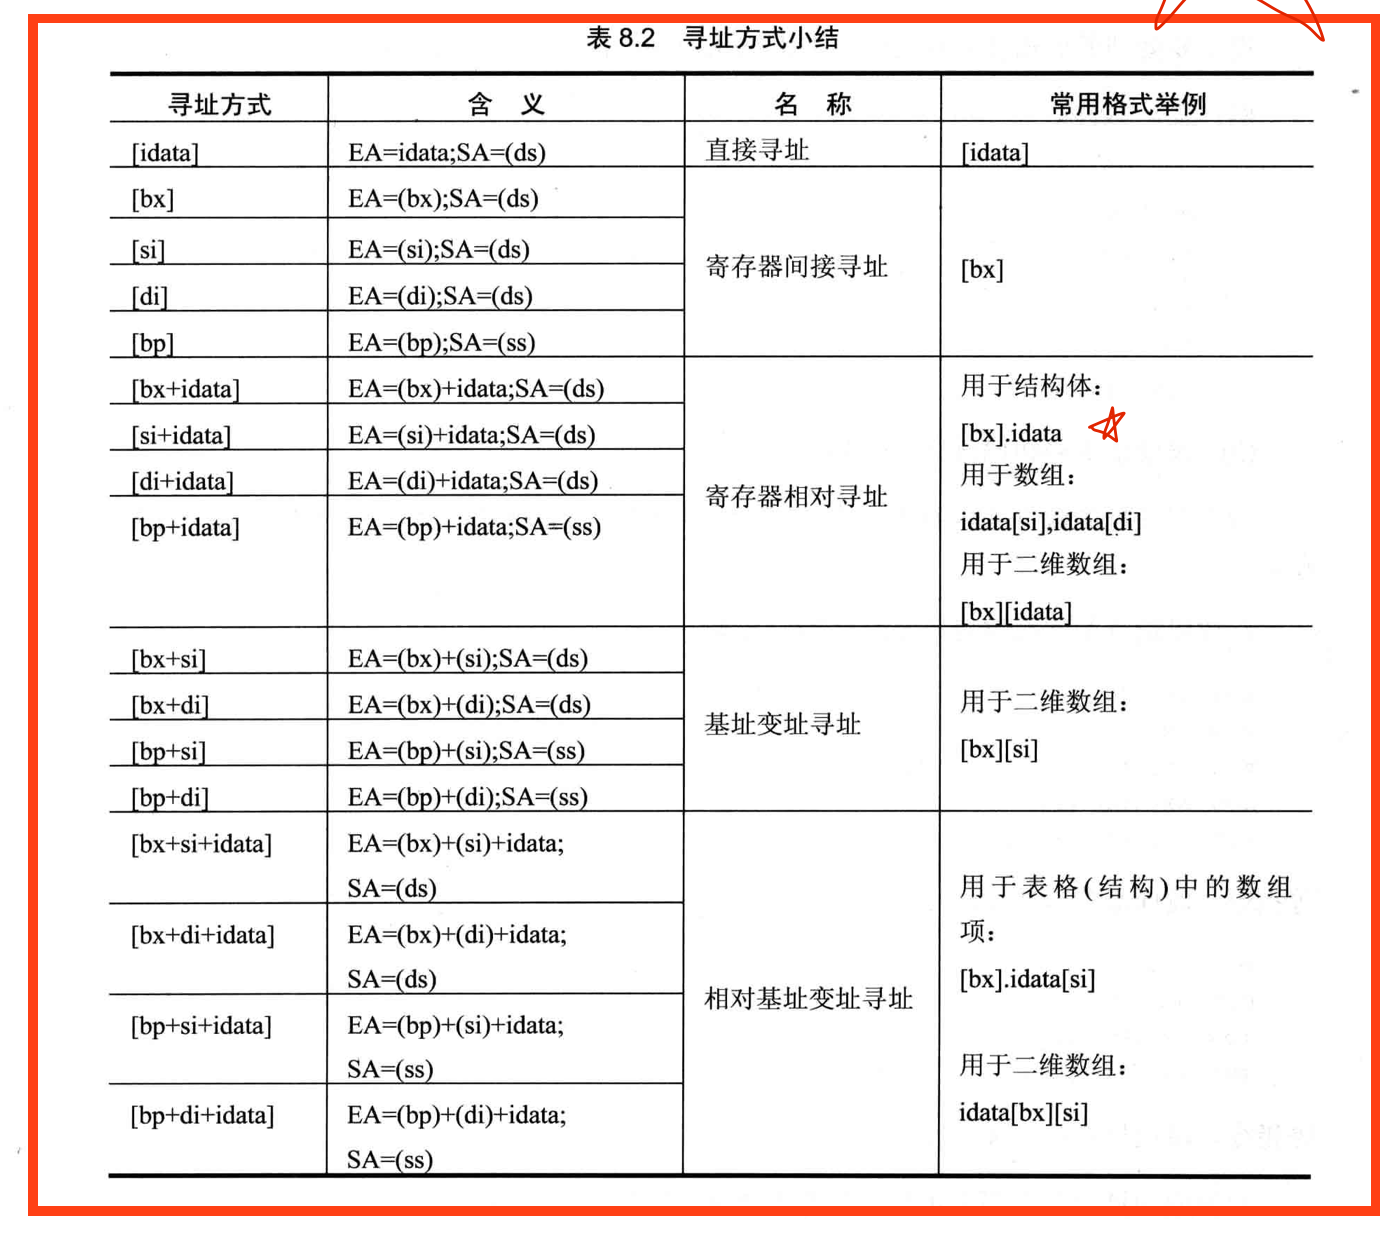 表 8.2 寻址方式小结
寻址方式 含 义 名 称 常用格式举例
[idata] EA=idata;SA=(ds) 直接寻址 [idata]
[bx] EA=(bx);SA=(ds)
[si] EA=(si);SA=(ds)
寄存器间接寻址 [bx]
[di] EA=(di);SA=(ds)
[bp] EA=(bp);SA=(ss)
[bx+idata] EA=(bx)+idata;SA=(ds) 用于结构体：
[si+idata] EA=(si)+idata;SA=(ds) [bx].idata
[di+idata] EA=(di)+idata;SA=(ds) 用于数组：
寄存器相对寻址
[bp+idata] EA=(bp)+idata;SA=(ss) idata[si],idata[di]
用于二维数组：
[bx][idata]
[bx+si] EA=(bx)+(si);SA=(ds)
[bx+di] EA=(bx)+(di);SA=(ds) 用于二维数组：
基址变址寻址
[bp+si] EA=(bp)+(si);SA=(ss) [bx][si]
[bp+di] EA=(bp)+(di);SA=(ss)
[bx+si+idata] EA=(bx)+(si)+idata;
SA=(ds) 用于表格(结构)中的数组
[bx+di+idata] EA=(bx)+(di)+idata; 项：
SA=(ds) [bx].idata[si]
相对基址变址寻址
[bp+si+idata] EA=(bp)+(si)+idata;
SA=(ss) 用于二维数组：
[bp+di+idata] EA=(bp)+(di)+idata; idata[bx][si]
SA=(ss)